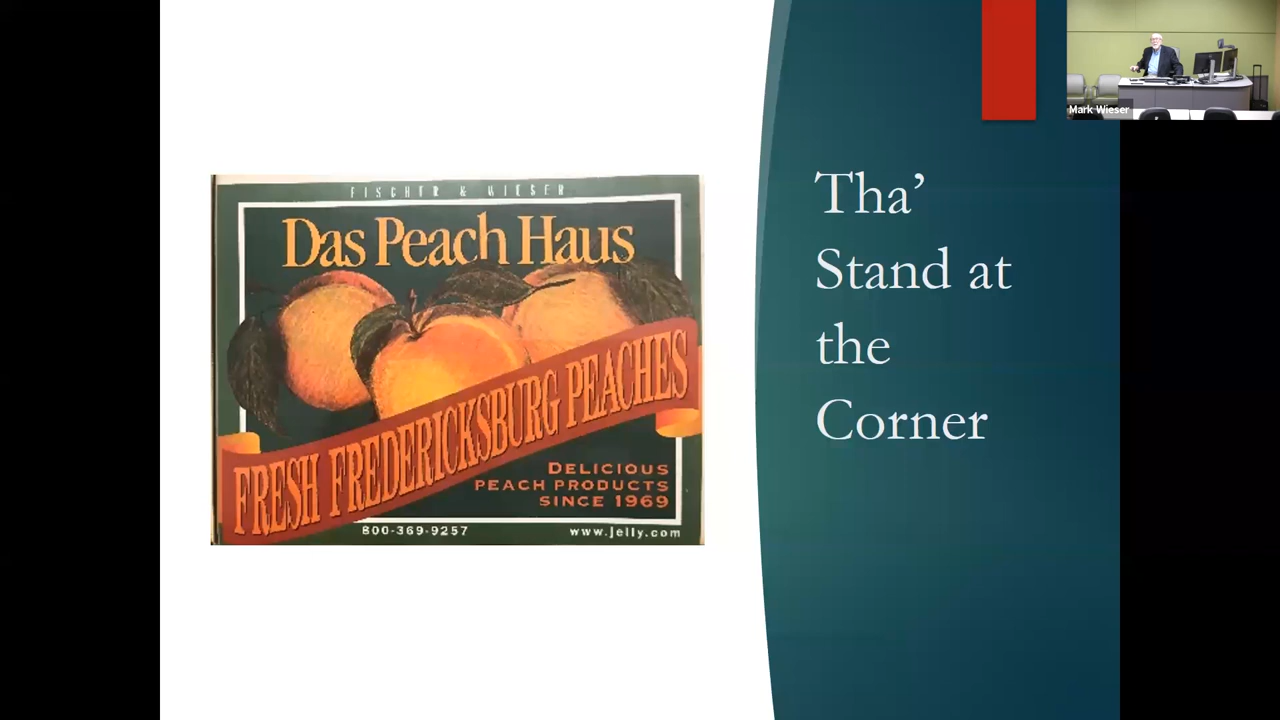 FISCHER & WIESER
Das Peach Haus
FRESH FREDERICKSBURG PEACHES
DELICIOUS
PEACH PRODUCTS
SINCE 1969
800-369-9257
www.jelly.com
Tha’
Stand at
the
Corner
Mark Wieser